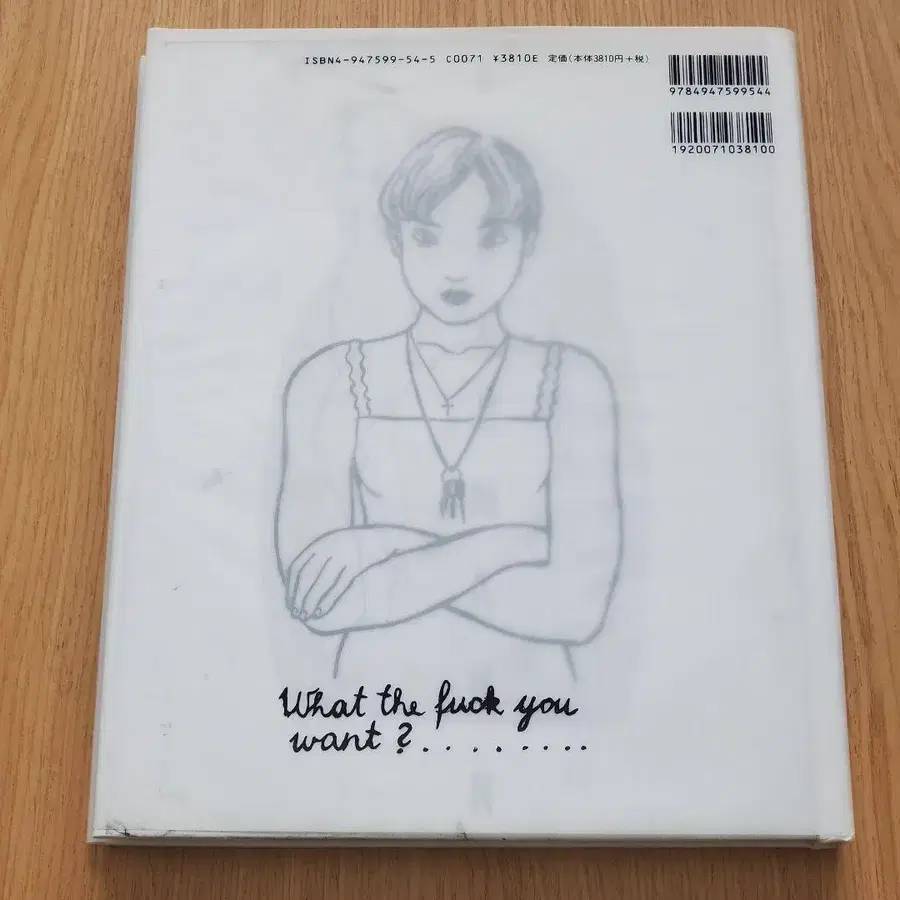 ISBN4-947599-54-5 C0071 ¥3810E 定価(本体3810円+税)
9784947599544
1920071038100
What the fuck you
want ?.........